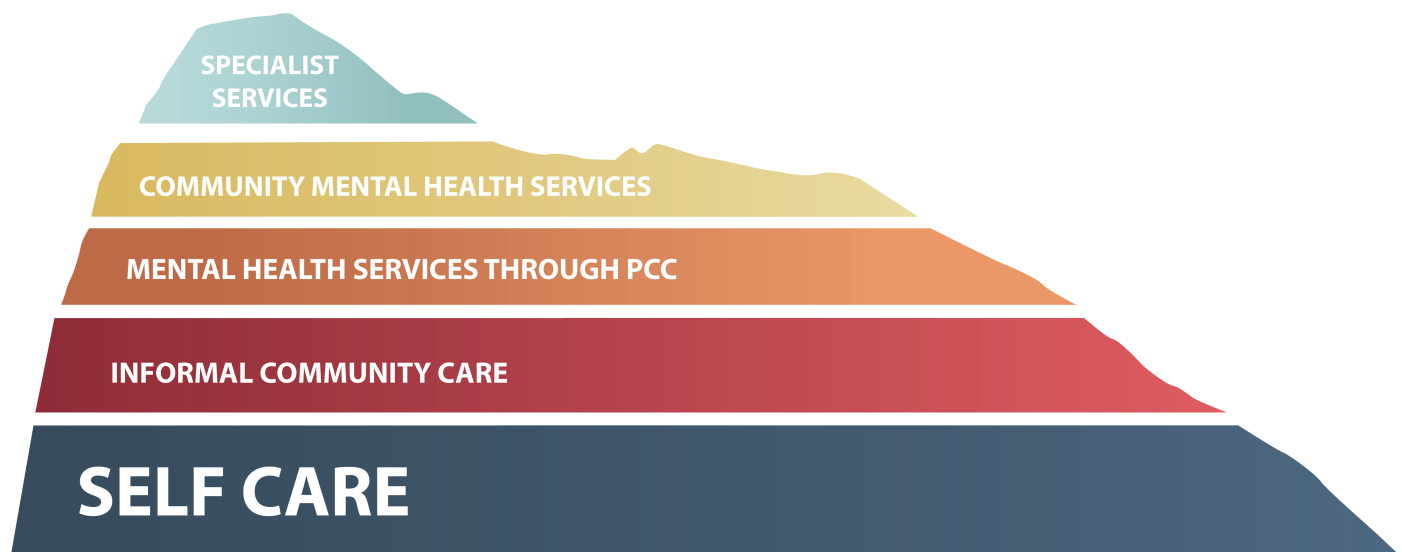 SPECIALIST
SERVICES
COMMUNITY MENTAL HEALTH SERVICES
MENTAL HEALTH SERVICES THROUGH PCC
INFORMAL COMMUNITY CARE
SELF CARE